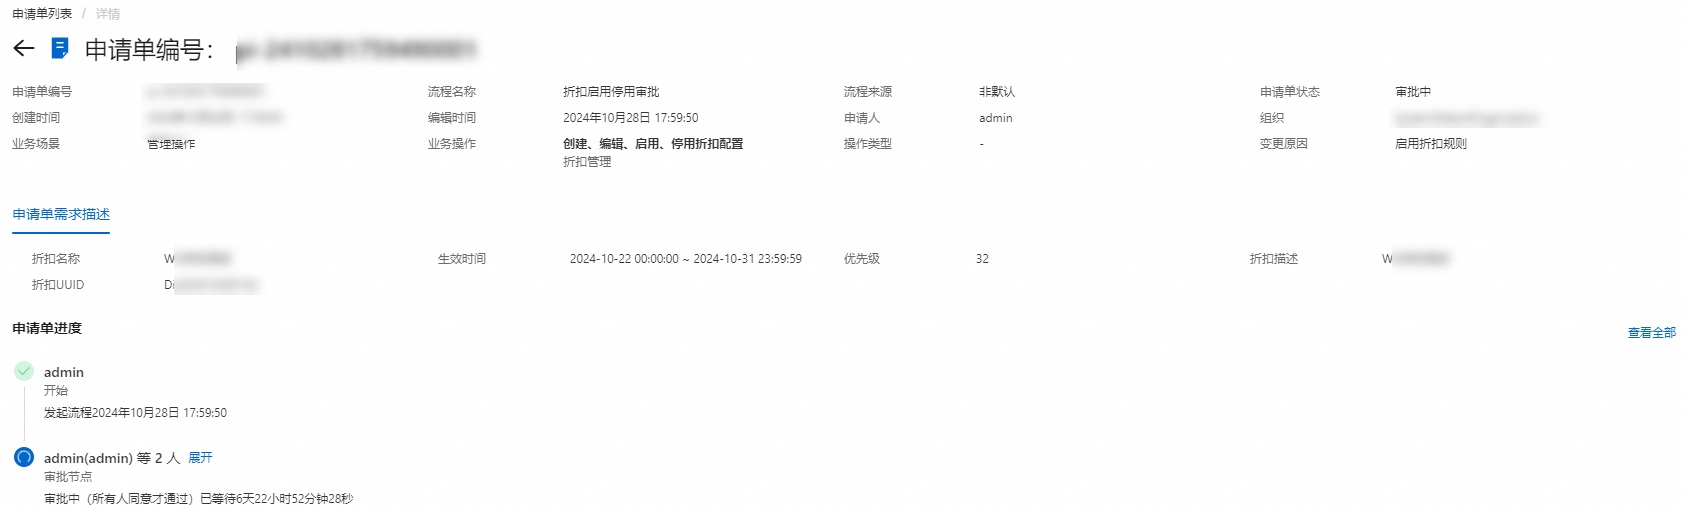 申请单列表 / 详情
申请单编号：
申请单编号 流程名称 折扣启用停用审批 流程来源 非默认 申请单状态 审批中
创建时间 编辑时间 2024年10月28日 17:59:50 申请人 admin 组织
业务场景 管理操作 业务操作 创建、编辑、启用、停用折扣配置 操作类型 - 变更原因 启用折扣规则
折扣管理
申请单需求描述
折扣名称 W 生效时间 2024-10-22 00:00:00 ~ 2024-10-31 23:59:59 优先级 32 折扣描述 W
折扣UUID Di
申请单进度 查看全部
admin
开始
发起流程2024年10月28日 17:59:50
admin(admin) 等 2 人 展开
审批节点
审批中（所有人同意才通过）已等待6天22小时52分钟28秒